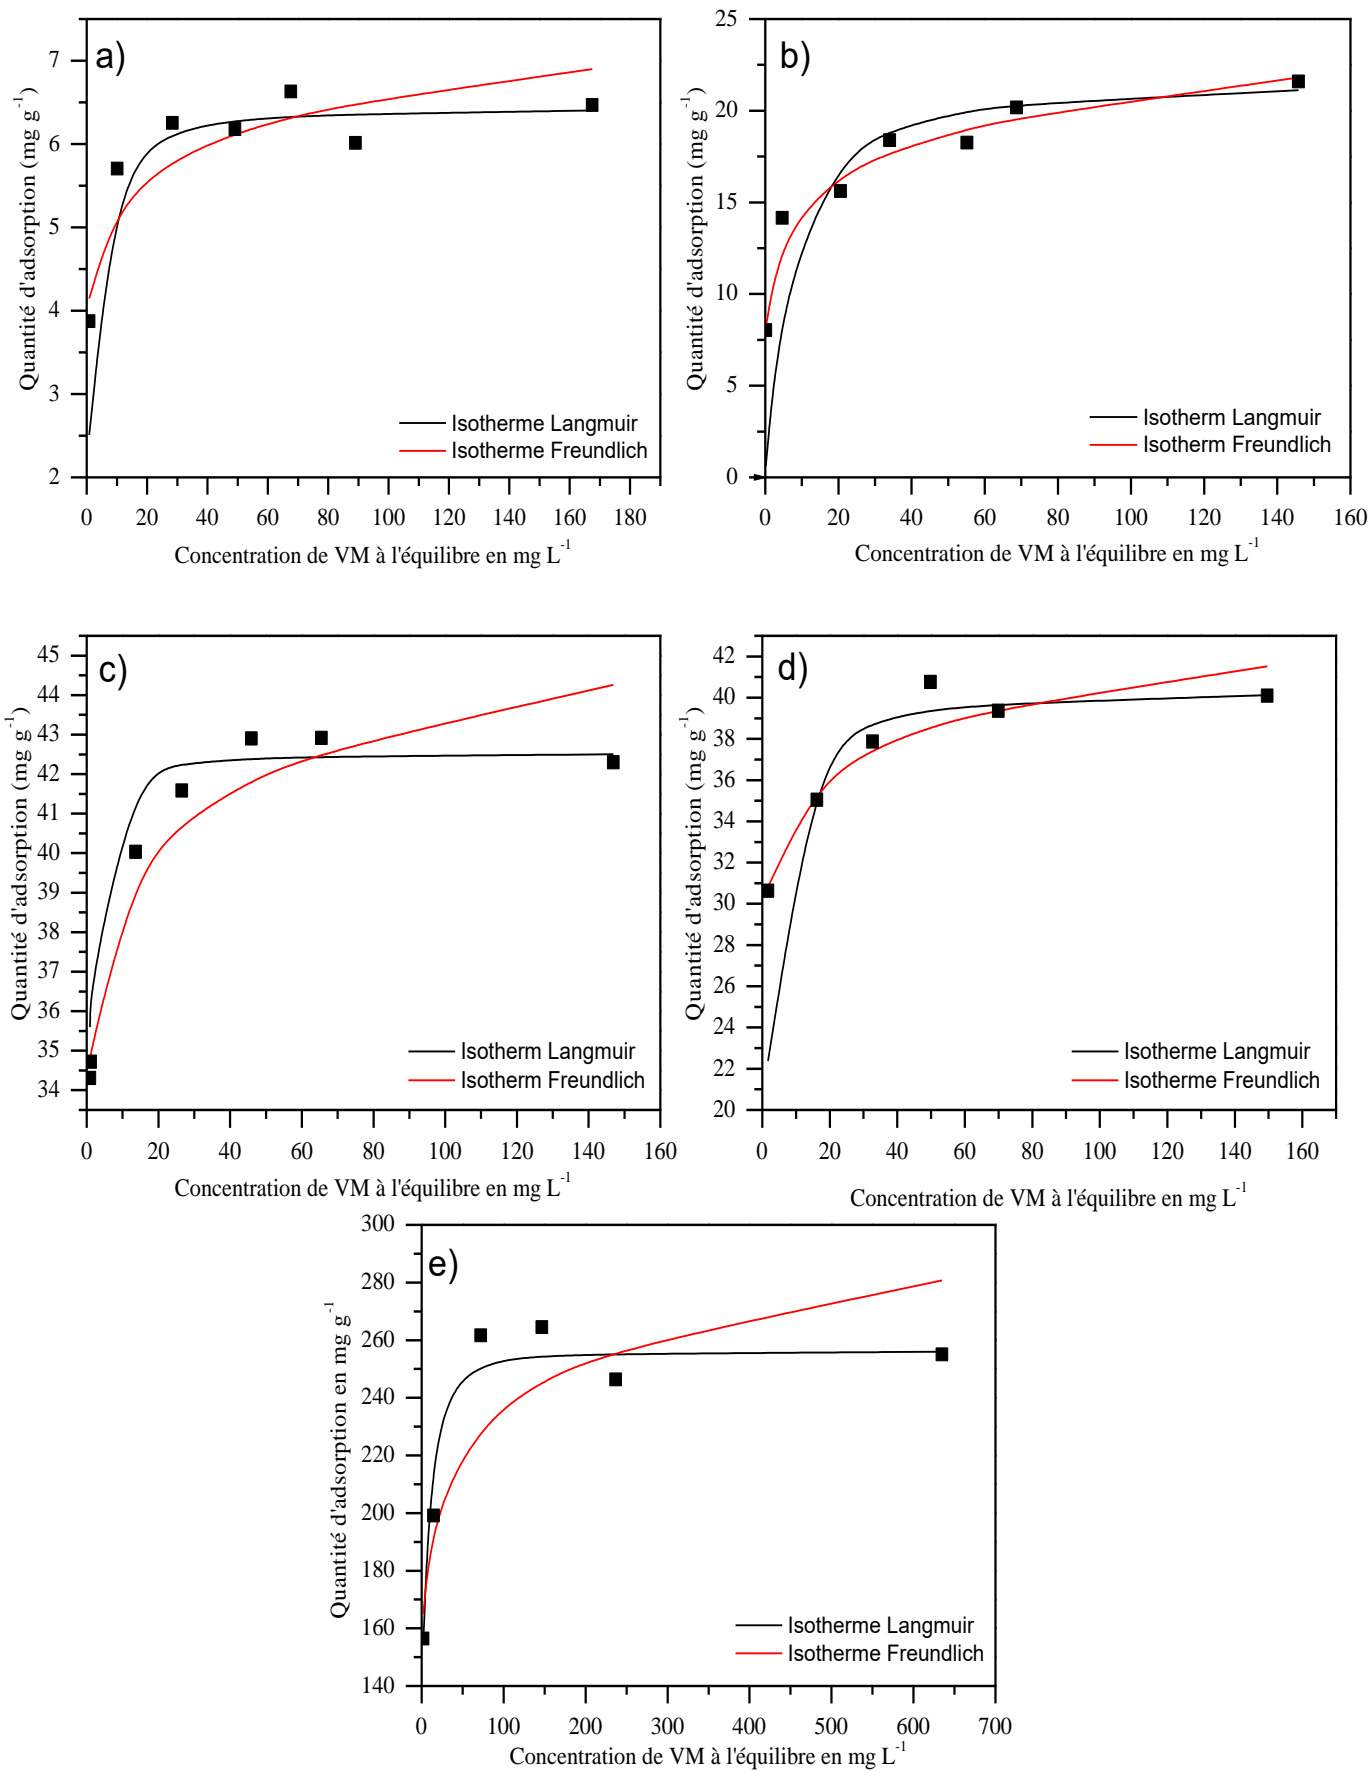 a)
Quantité d'adsorption (mg g-1)
7
6
5
4
3
2
0 20 40 60 80 100 120 140 160 180
Isotherme Langmuir
Isotherme Freundlich
Concentration de VM à l'équilibre en mg L-1
b)
Quantité d'adsorption (mg g-1)
25
20
15
10
5
0
0 20 40 60 80 100 120 140 160
Isotherm Langmuir
Isotherm Freundlich
Concentration de VM à l'équilibre en mg L-1
c)
Quantité d'adsorption (mg g-1)
45
44
43
42
41
40
39
38
37
36
35
34
0 20 40 60 80 100 120 140 160
Isotherm Langmuir
Isotherm Freundlich
Concentration de VM à l'équilibre en mg L-1
d)
Quantité d'adsorption (mg g-1)
42
40
38
36
34
32
30
28
26
24
22
20
0 20 40 60 80 100 120 140 160
Isotherme Langmuir
Isotherme Freundlich
Concentration de VM à l'équilibre en mg L-1
e)
Quantité d'adsorption en mg g-1
300
280
260
240
220
200
180
160
140
0 100 200 300 400 500 600 700
Isotherme Langmuir
Isotherme Freundlich
Concentration de VM à l'équilibre en mg L-1